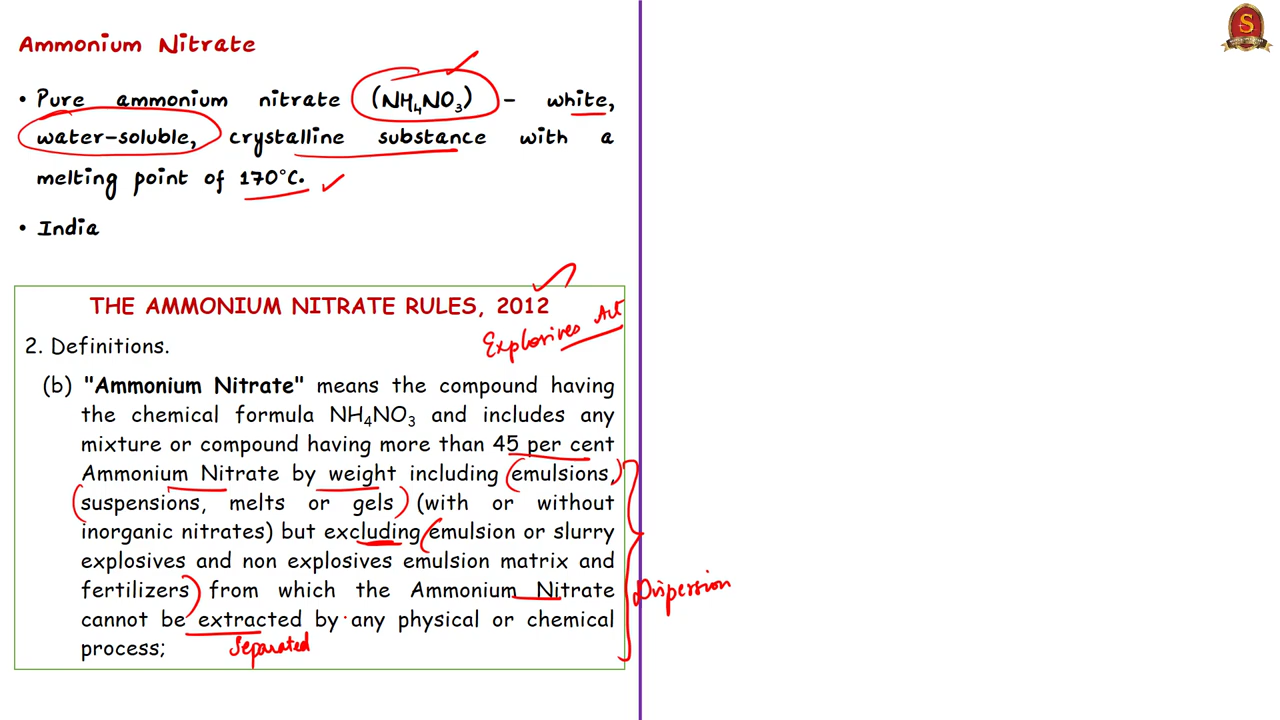 Ammonium Nitrate
• Pure ammonium nitrate (NH₄NO₃) - white,
water-soluble, crystalline substance with a
melting point of 170°C.
• India
THE AMMONIUM NITRATE RULES, 2012
Explosives Act
2. Definitions.
(b) "Ammonium Nitrate" means the compound having
the chemical formula NH₄NO₃ and includes any
mixture or compound having more than 45 per cent
Ammonium Nitrate by weight including emulsions,
suspensions, melts or gels (with or without
inorganic nitrates) but excluding emulsion or slurry
explosives and non explosives emulsion matrix and
fertilizers from which the Ammonium Nitrate
cannot be extracted by any physical or chemical
process;
Separated
Dispersion
S